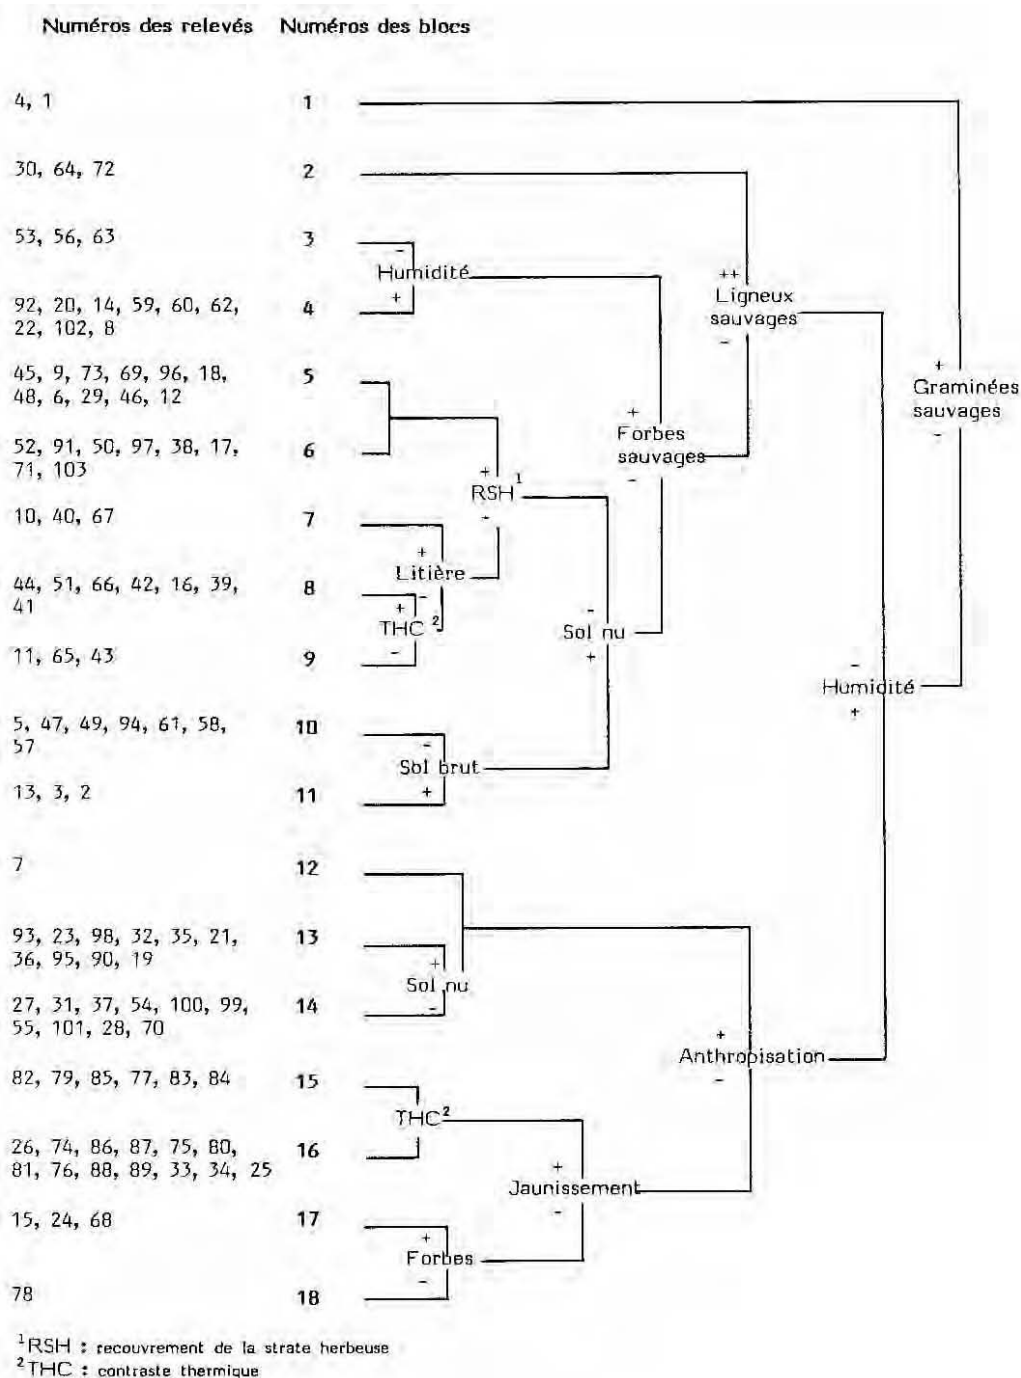 Numéros des relevés Numéros des blocs
4, 1 1
30, 64, 72 2
53, 56, 63 3
-
Humidité
+
92, 20, 14, 59, 60, 62, 4
22, 102, 8
++
Ligneux
sauvages
-
45, 9, 73, 69, 96, 18, 5
48, 6, 29, 46, 12
+
Graminées
sauvages
-
+
Forbes
sauvages
-
52, 91, 50, 97, 38, 17, 6
71, 103
+
RSH 1
-
10, 40, 67 7
+
Litière
-
44, 51, 66, 42, 16, 39, 8
41
+
THC 2
-
-
Sol nu
+
11, 65, 43 9
-
Humidité
+
5, 47, 49, 94, 61, 58, 10
57
-
Sol brut
+
13, 3, 2 11
7 12
93, 23, 98, 32, 35, 21, 13
36, 95, 90, 19
+
Sol nu
-
27, 31, 37, 54, 100, 99, 14
55, 101, 28, 70
+
Anthropisation
-
82, 79, 85, 77, 83, 84 15
THC2
26, 74, 86, 87, 75, 80, 16
81, 76, 88, 89, 33, 34, 25
+
Jaunissement
-
15, 24, 68 17
+
Forbes
-
78 18
1RSH : recouvrement de la strate herbeuse
2THC : contraste thermique